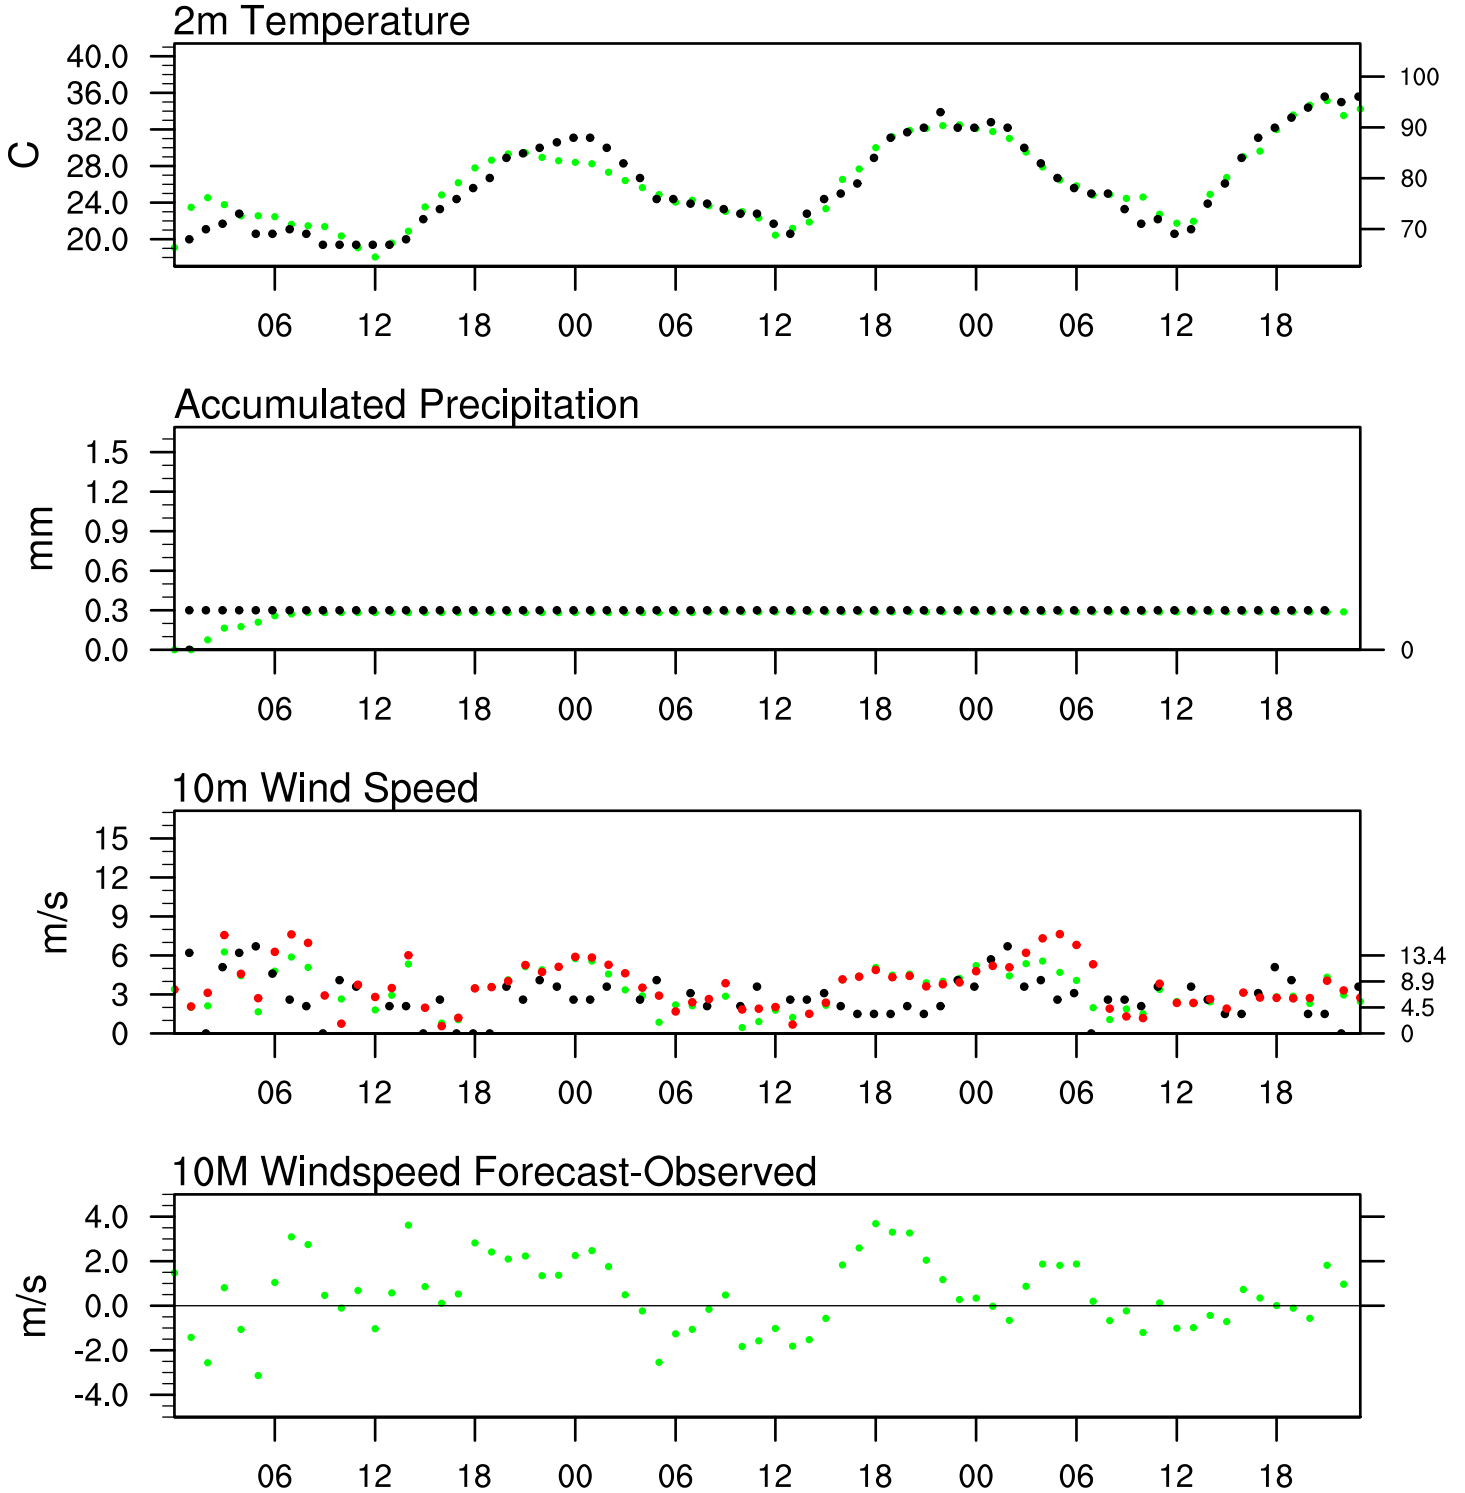 2m Temperature
40.0
36.0
32.0
28.0
24.0
20.0
C
100
90
80
70
06 12 18 00 06 12 18 00 06 12 18
Accumulated Precipitation
1.5
1.2
0.9
0.6
0.3
0.0
mm
0
06 12 18 00 06 12 18 00 06 12 18
10m Wind Speed
15
12
9
6
3
0
m/s
13.4
8.9
4.5
0
06 12 18 00 06 12 18 00 06 12 18
10M Windspeed Forecast-Observed
4.0
2.0
0.0
-2.0
-4.0
m/s
06 12 18 00 06 12 18 00 06 12 18